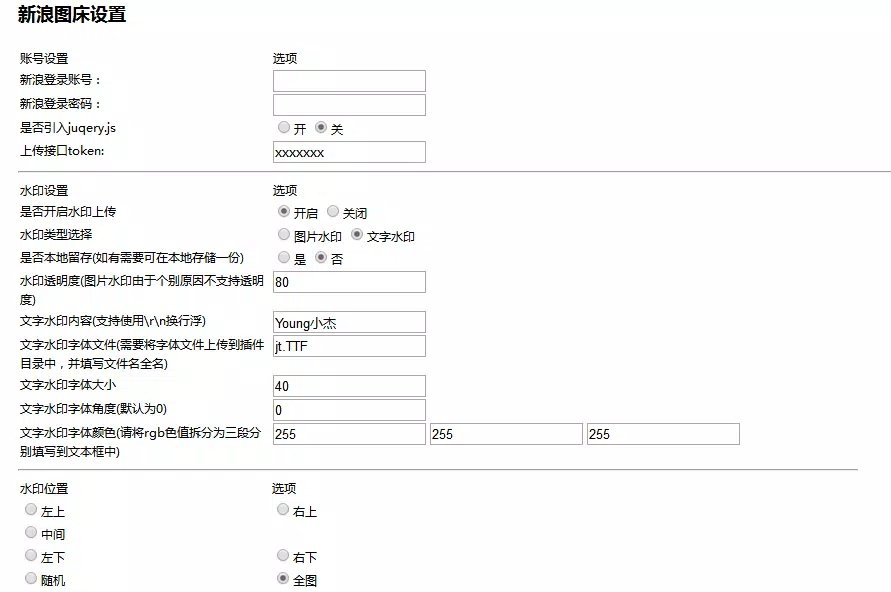 新浪图床设置
账号设置 选项
新浪登录账号：
新浪登录密码：
是否引入juqery.js 开 关
上传接口token: xxxxxxx
水印设置 选项
是否开启水印上传 开启 关闭
水印类型选择 图片水印 文字水印
是否本地留存(如有需要可在本地存储一份) 是 否
水印透明度(图片水印由于个别原因不支持透明 80
度)
文字水印内容(支持使用\r\n换行浮) Young小杰
文字水印字体文件(需要将字体文件上传到插件 jt.TTF
目录中，并填写文件名全名)
文字水印字体大小 40
文字水印字体角度(默认为0) 0
文字水印字体颜色(请将rgb色值拆分为三段分 255 255 255
别填写到文本框中)
水印位置 选项
左上 右上
中间
左下 右下
随机 全图